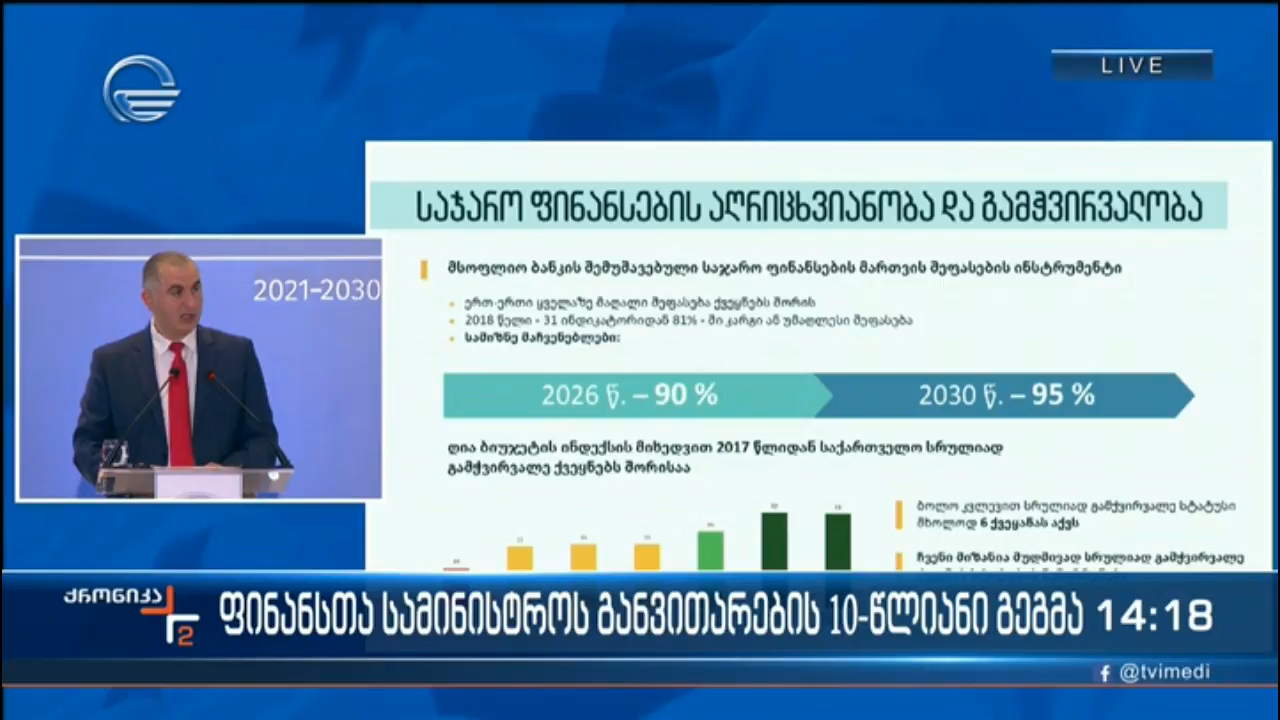 LIVE
საჯარო ფინანსების აღრიცხვიანობა და გამჭვირვალობა
2021-2030
მსოფლიო ბანკის შემუშავებული საჯარო ფინანსების მართვის შეფასების ინსტრუმენტი
ერთ-ერთი ყველაზე მაღალი შეფასება ქვეყნებს შორის
2018 წელი - 31 ინდიკატორიდან 81% - ში კარგი ან უმაღლესი შეფასება
სამიზნე მაჩვენებლები:
2026 წ. – 90 %
2030 წ. – 95 %
ღია ბიუჯეტის ინდექსის მიხედვით 2017 წლიდან საქართველო სრულიად
გამჭვირვალე ქვეყნებს შორისაა
ბოლო კვლევით სრულიად გამჭვირვალე სტატუსი
მხოლოდ 6 ქვეყანას აქვს
ჩვენი მიზანია მუდმივად სრულიად გამჭვირვალე
ქრონიკა
2
ფინანსთა სამინისტროს განვითარების 10-წლიანი გეგმა
14:18
f @tvimedi